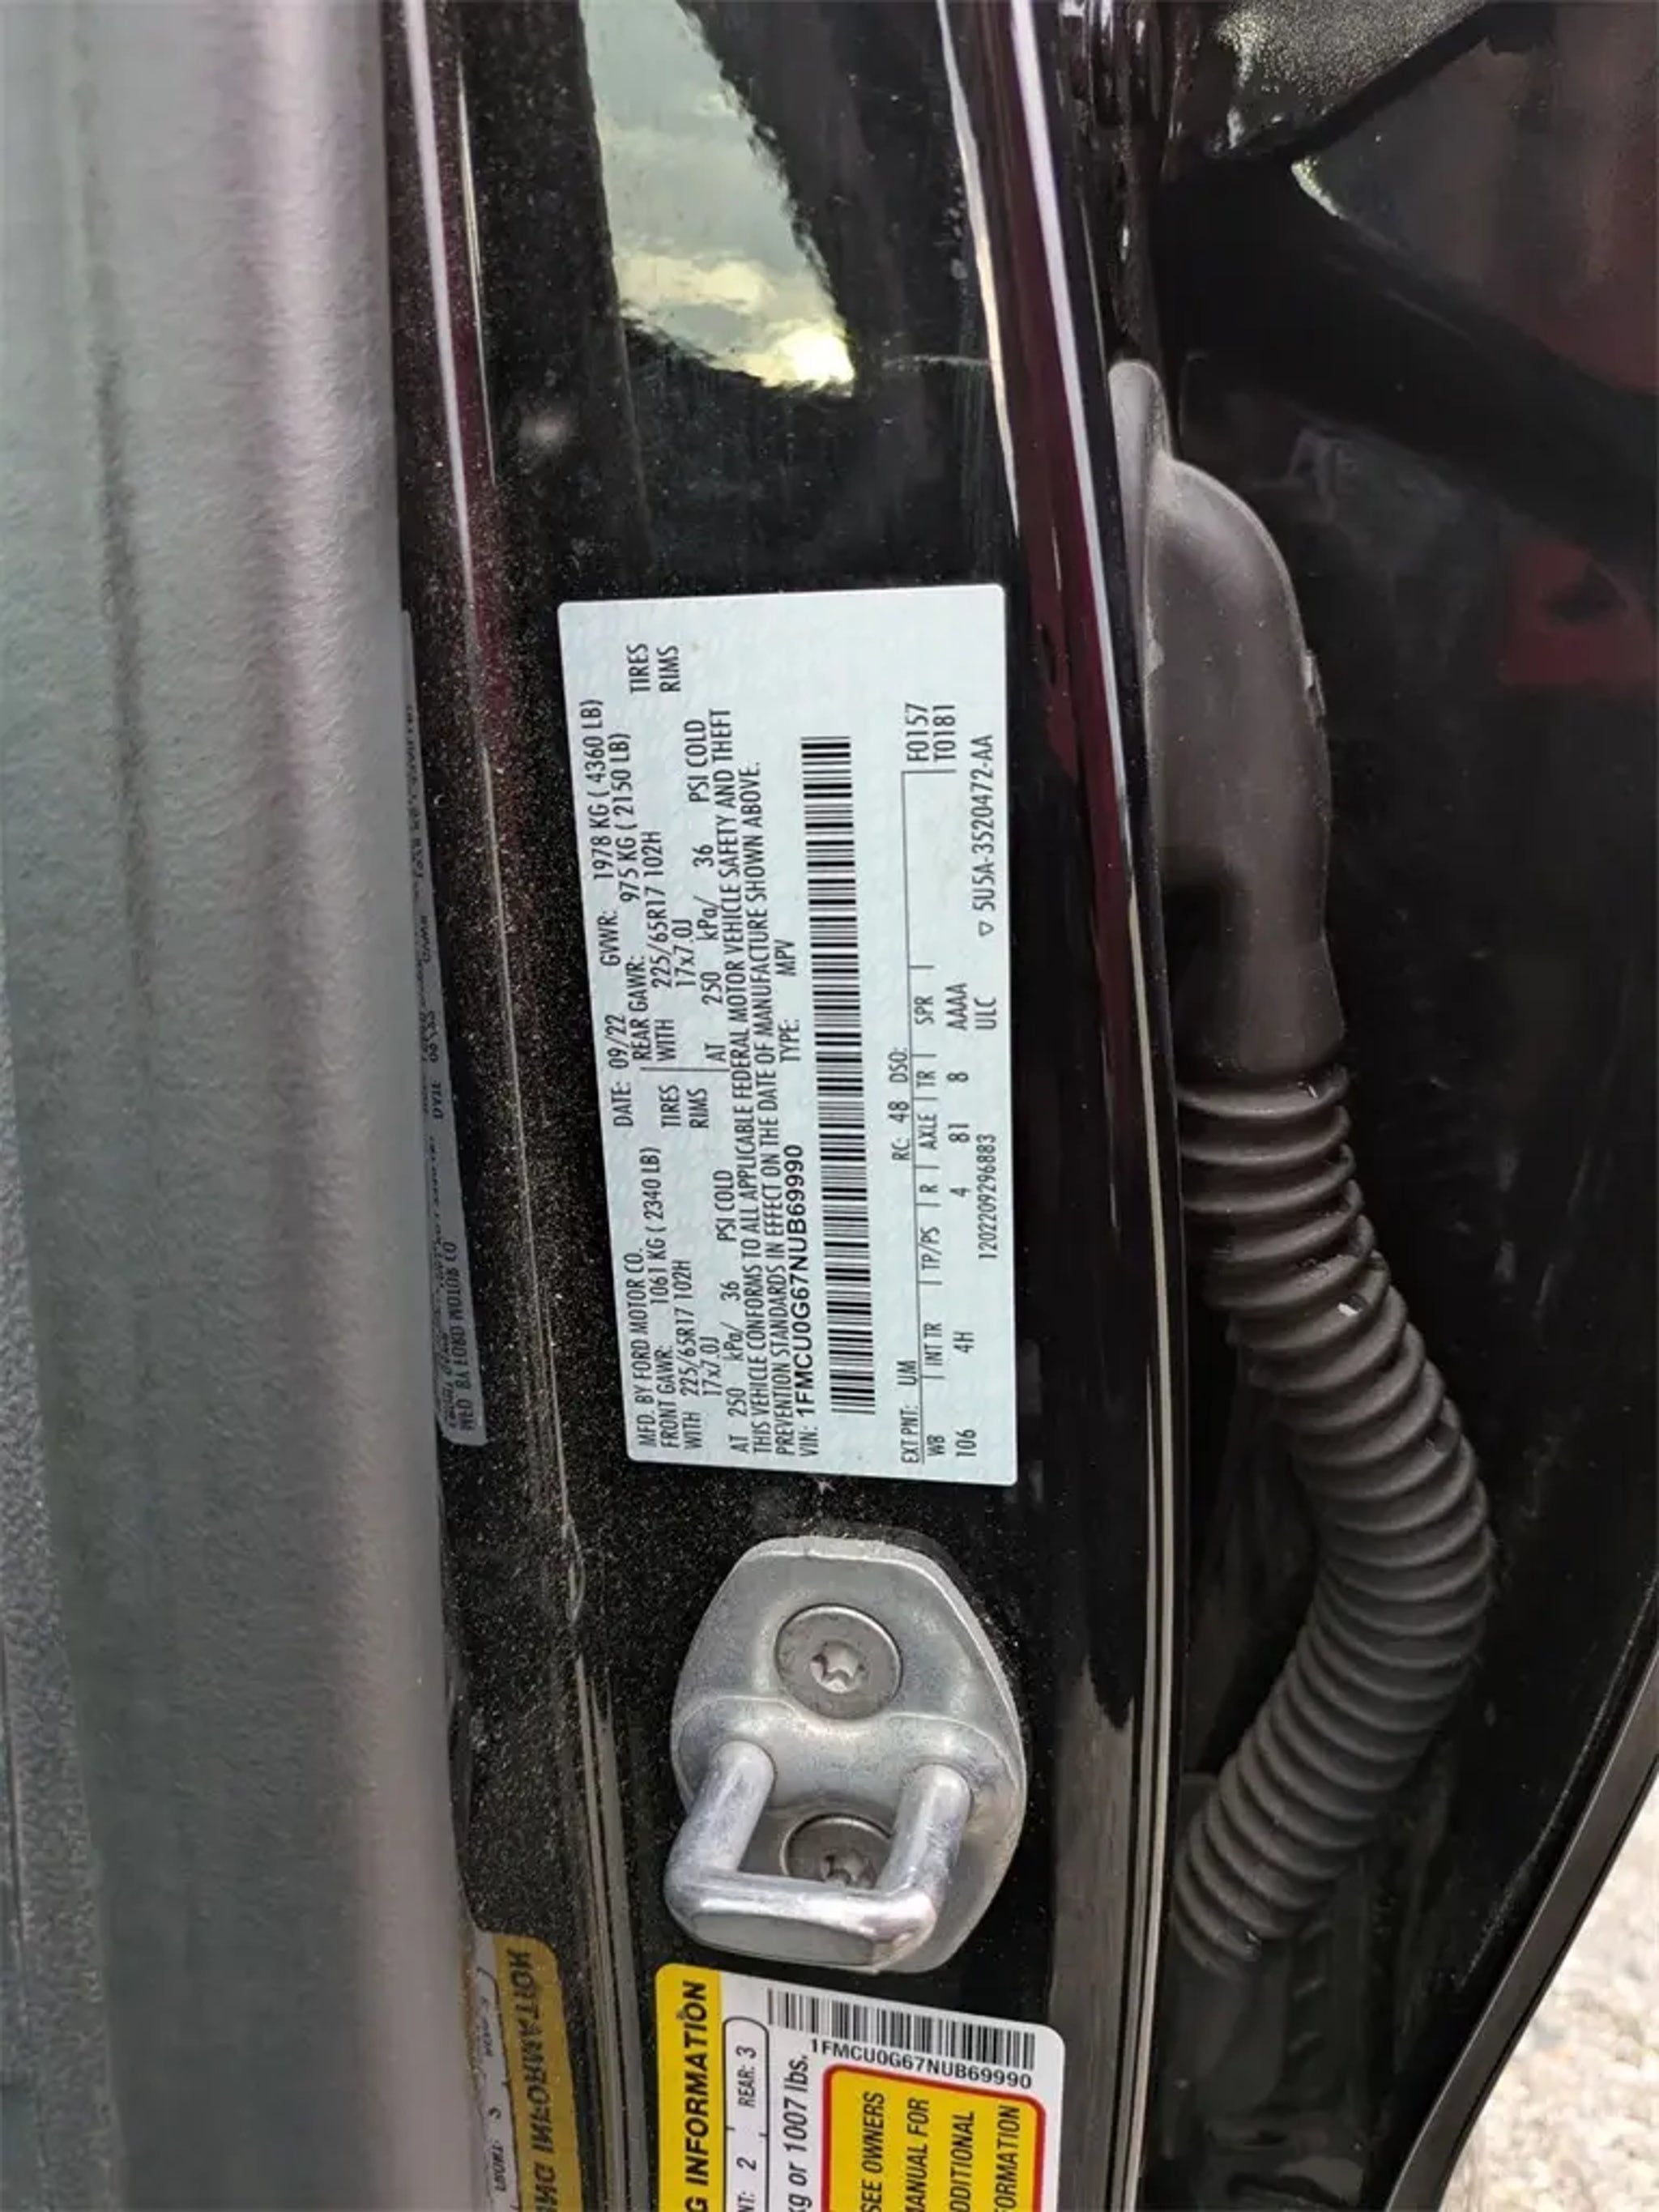 MFD. BY FORD MOTOR CO.
DATE: 09/22 GVWR: 1978 KG ( 4360 LB)
FRONT GAWR: 1061 KG ( 2340 LB)
REAR GAWR: 975 KG ( 2150 LB)
WITH 225/65R17 102H TIRES
WITH 225/65R17 102H TIRES
17x7.0J RIMS
17x7.0J RIMS
AT 250 kPa/ 36 PSI COLD
AT 250 kPa/ 36 PSI COLD
THIS VEHICLE CONFORMS TO ALL APPLICABLE FEDERAL MOTOR VEHICLE SAFETY AND THEFT
PREVENTION STANDARDS IN EFFECT ON THE DATE OF MANUFACTURE SHOWN ABOVE.
VIN: 1FMCU0G67NUB69990 TYPE: MPV
EXT PNT: UM RC: 48 DSO:
WB INT TR TP/PS R AXLE TR SPR F0157
106 4H 4 81 8 AAAA T0181
1202209296883 ULC ▽ 5U5A-3520472-AA
G INFORMATION
NT: 2 REAR: 3
kg or 1007 lbs.
1FMCU0G67NUB69990
SEE OWNERS
MANUAL FOR
ADDITIONAL
INFORMATION